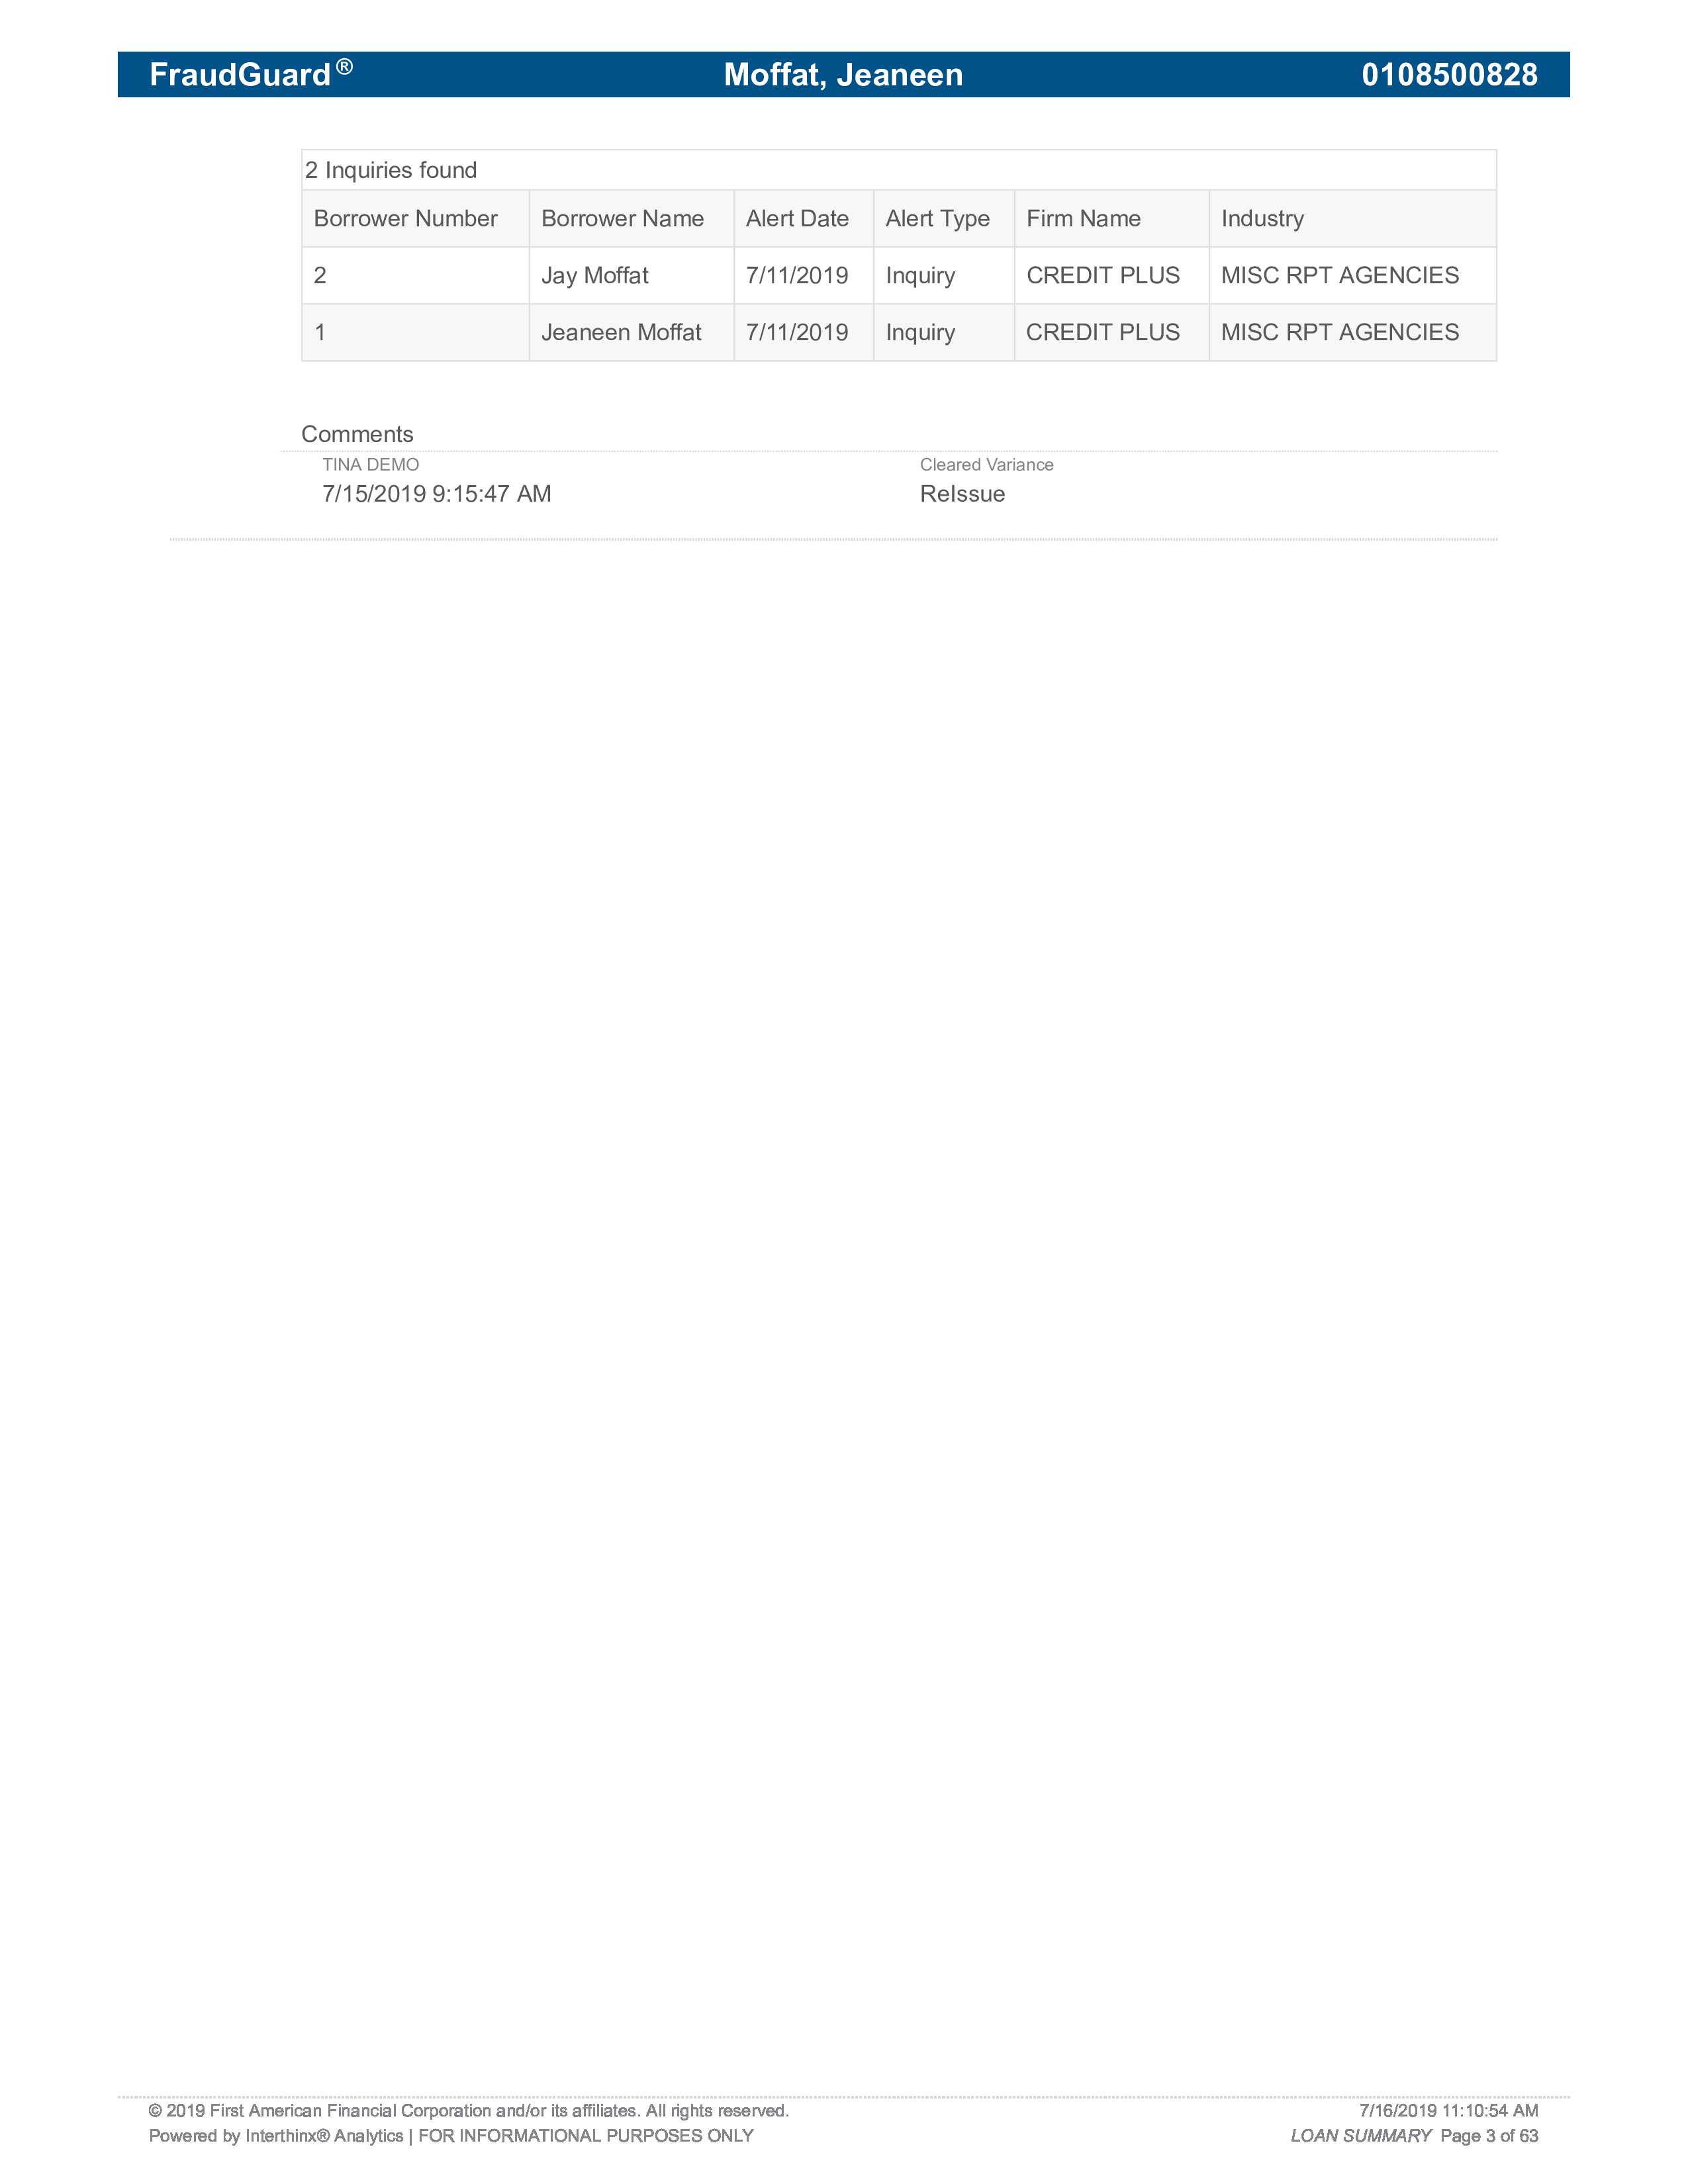 FraudGuard® Moffat, Jeaneen 0108500828
2 Inquiries found
Borrower Number Borrower Name Alert Date Alert Type Firm Name Industry
2 Jay Moffat 7/11/2019 Inquiry CREDIT PLUS MISC RPT AGENCIES
1 Jeaneen Moffat 7/11/2019 Inquiry CREDIT PLUS MISC RPT AGENCIES
Comments
TINA DEMO Cleared Variance
7/15/2019 9:15:47 AM ReIssue
© 2019 First American Financial Corporation and/or its affiliates. All rights reserved. 7/16/2019 11:10:54 AM
Powered by Interthinx® Analytics | FOR INFORMATIONAL PURPOSES ONLY LOAN SUMMARY Page 3 of 63